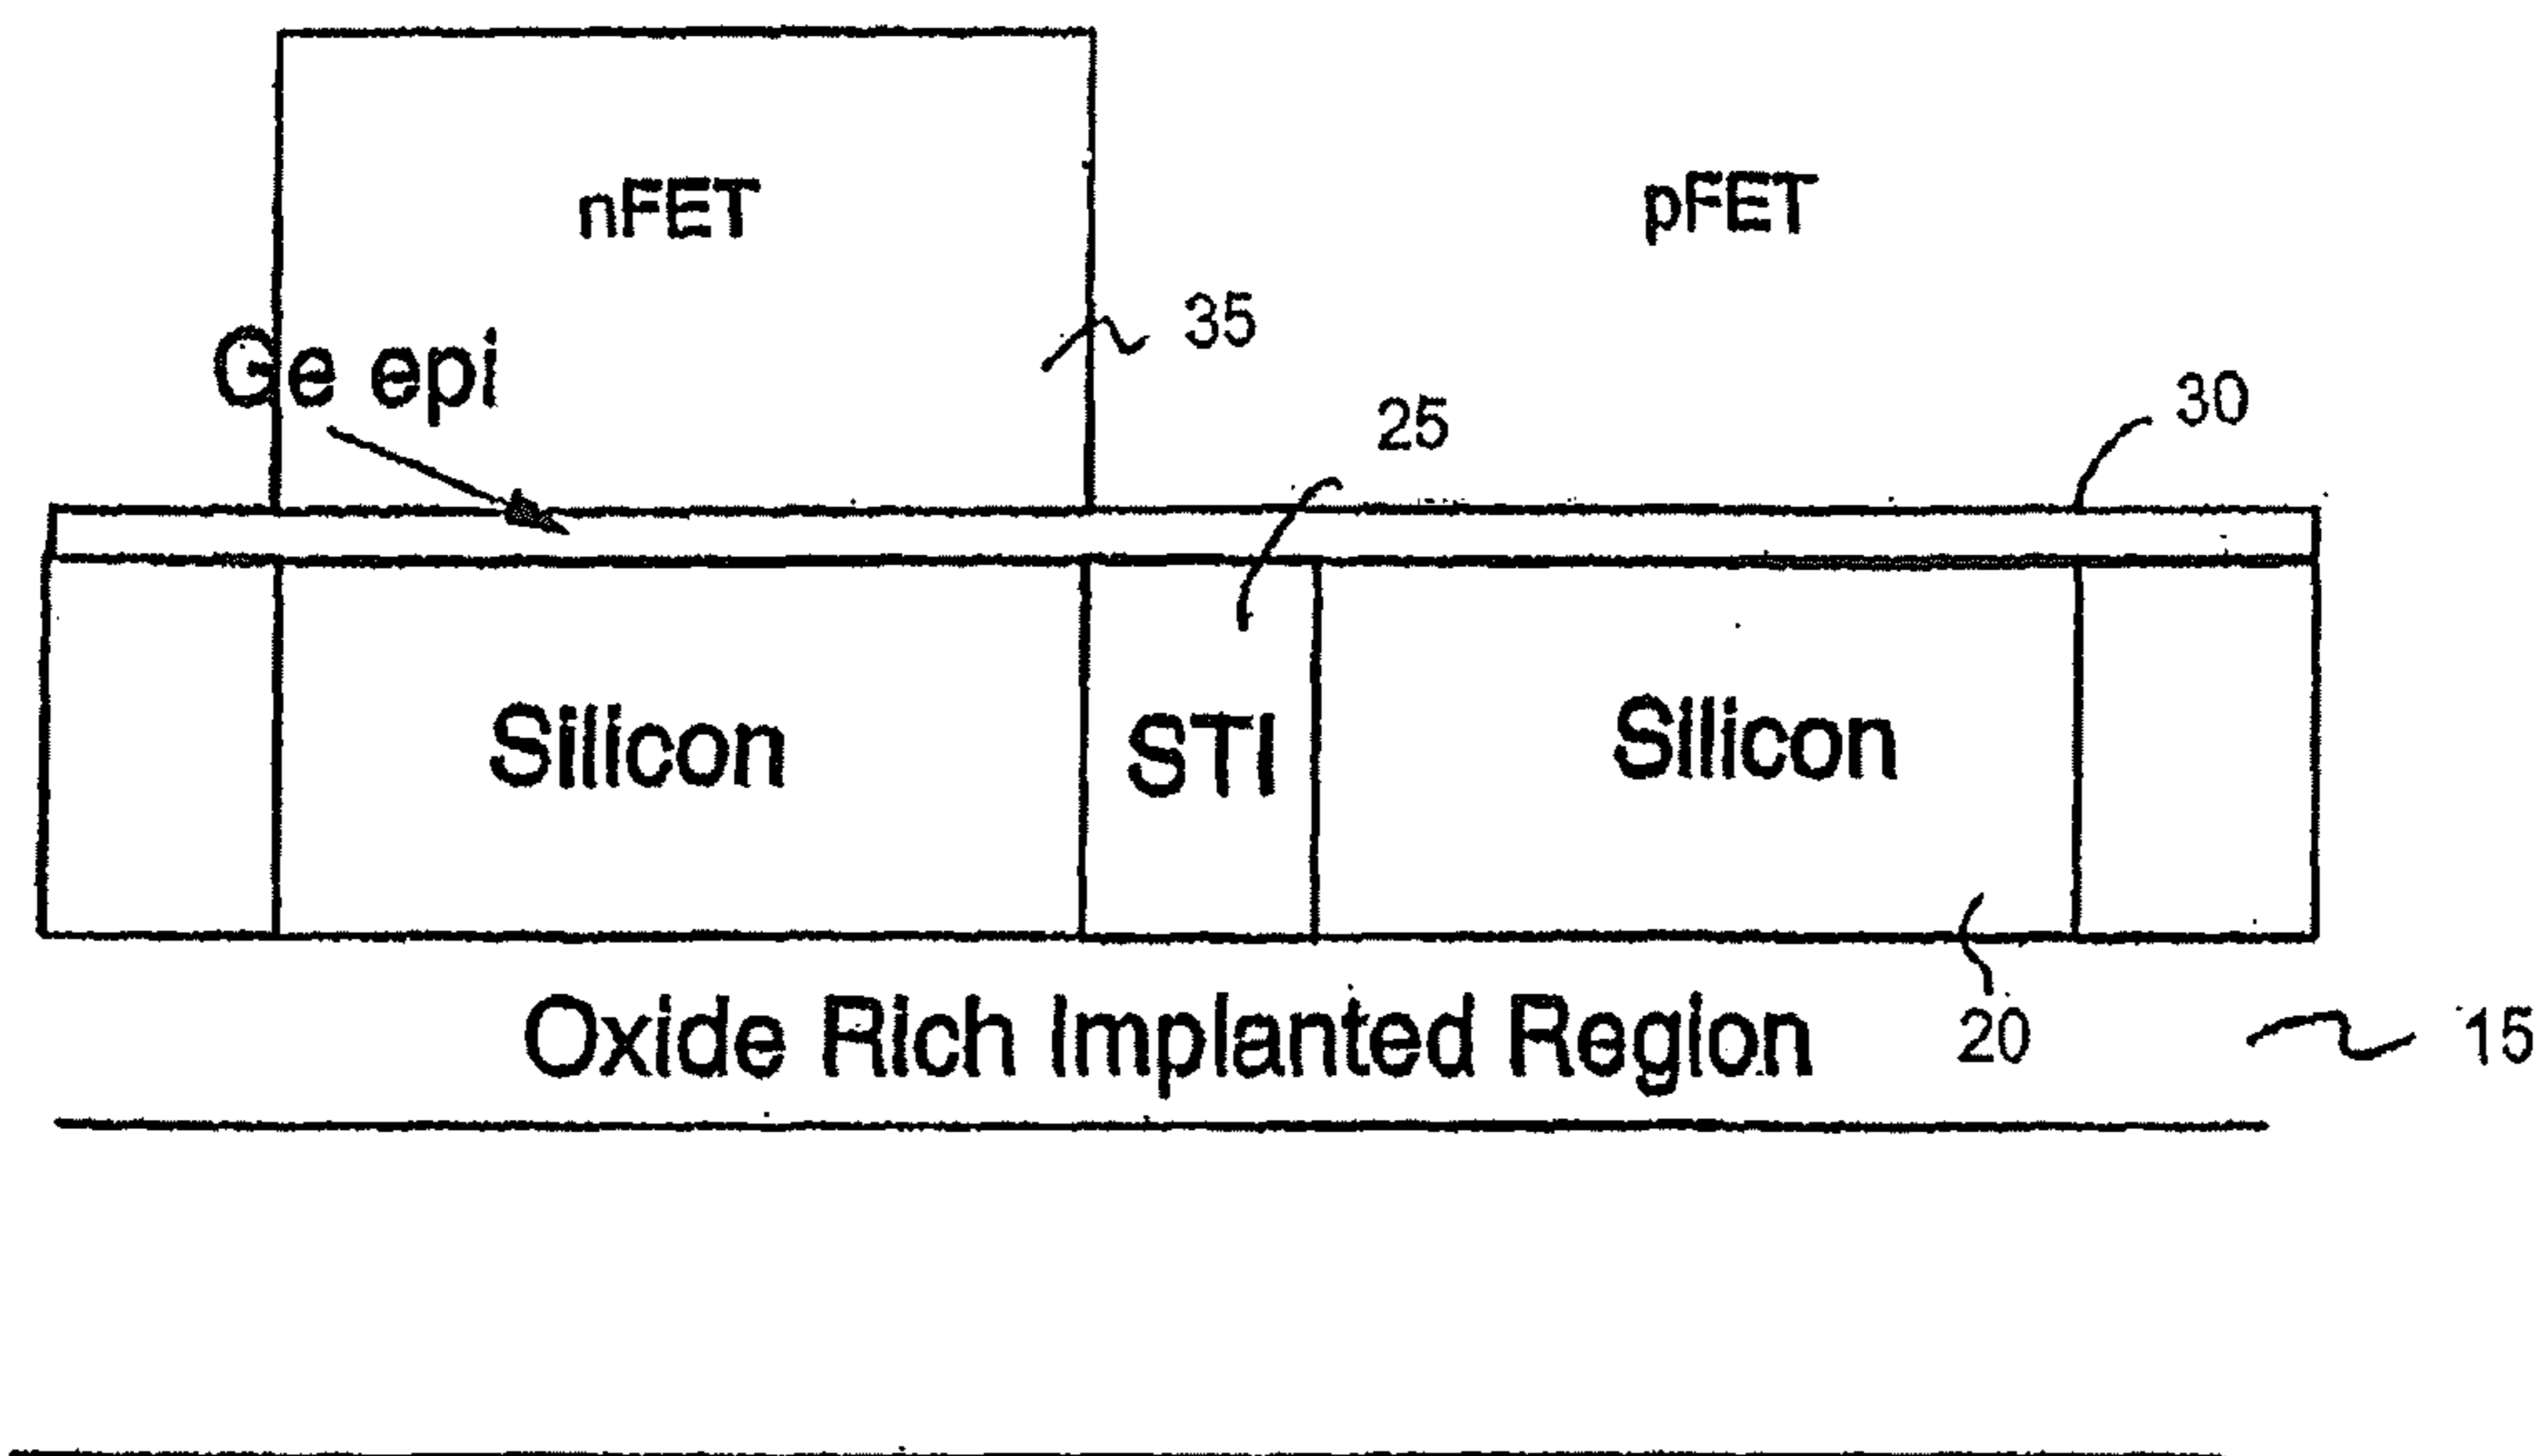 nFET
pFET
35
Ge epi
25
30
Silicon
STI
Silicon
Oxide Rich Implanted Region
20
15